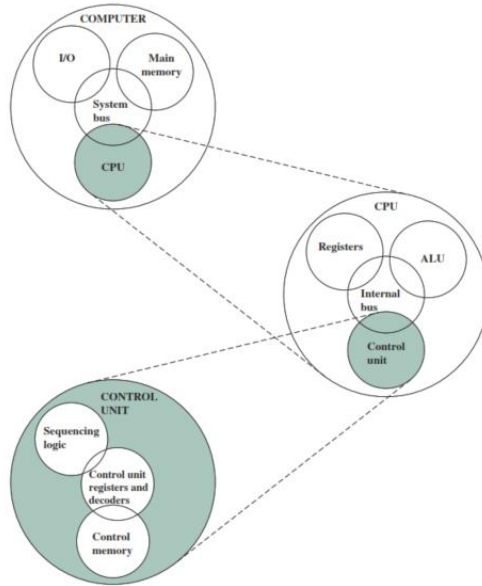 COMPUTER
I/O
Main
memory
System
bus
CPU
CPU
Registers
ALU
Internal
bus
Control
unit
CONTROL
UNIT
Sequencing
logic
Control unit
registers and
decoders
Control
memory